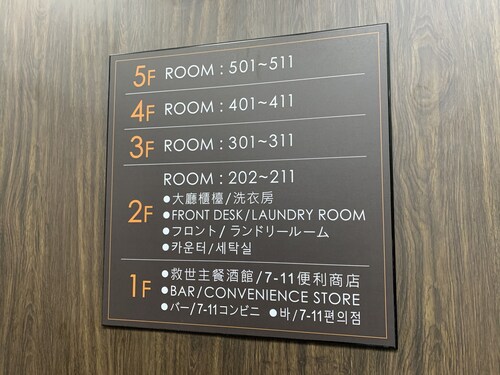 5F ROOM : 501~511
4F ROOM : 401~411
3F ROOM : 301~311
2F ROOM : 202~211
●大廳櫃檯/洗衣房
●FRONT DESK/LAUNDRY ROOM
●フロント/ ランドリールーム
●카운터/세탁실
1F ●救世主餐酒館/7-11便利商店
●BAR/CONVENIENCE STORE
●バー/7-11コンビニ ●바/7-11편의점